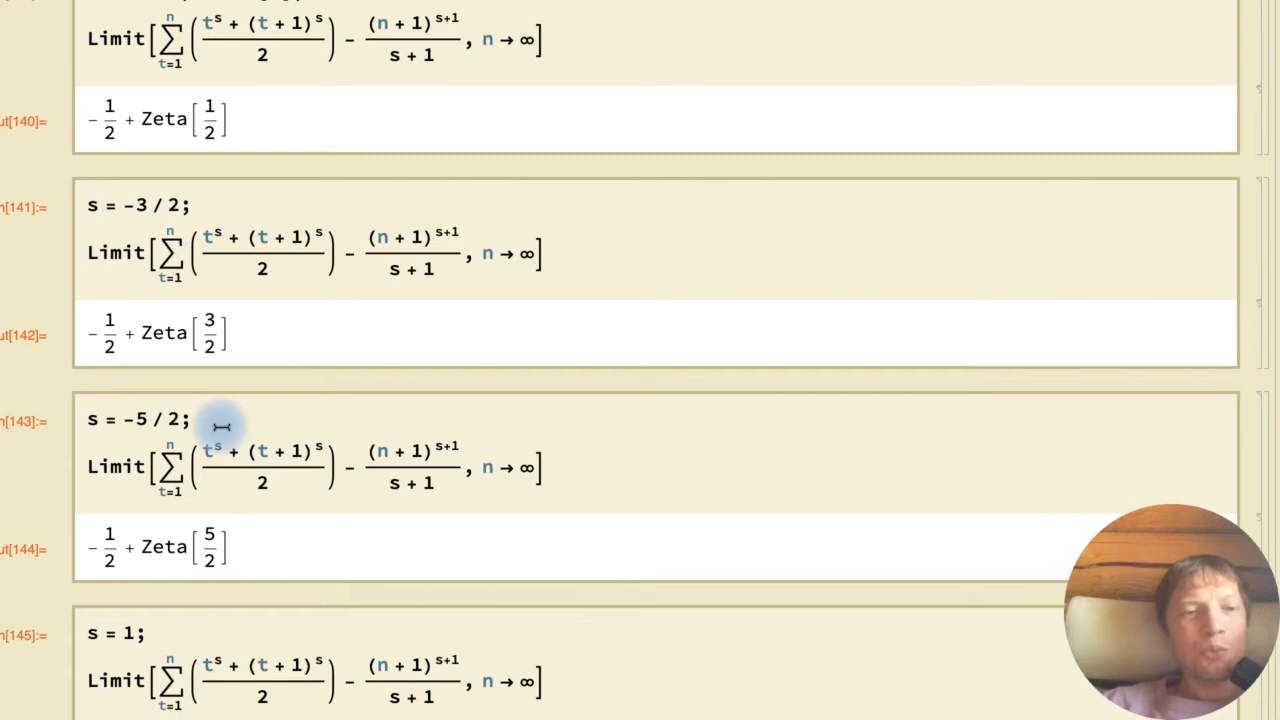 Limit[∑_{t=1}^{n} ((t^s + (t + 1)^s)/2) - (n + 1)^{s+1}/(s + 1), n → ∞]
ut[140]= - 1/2 + Zeta[1/2]
n[141]:= s = -3 / 2;
Limit[∑_{t=1}^{n} ((t^s + (t + 1)^s)/2) - (n + 1)^{s+1}/(s + 1), n → ∞]
ut[142]= - 1/2 + Zeta[3/2]
n[143]:= s = -5 / 2;
Limit[∑_{t=1}^{n} ((t^s + (t + 1)^s)/2) - (n + 1)^{s+1}/(s + 1), n → ∞]
ut[144]= - 1/2 + Zeta[5/2]
n[145]:= s = 1;
Limit[∑_{t=1}^{n} ((t^s + (t + 1)^s)/2) - (n + 1)^{s+1}/(s + 1), n → ∞]